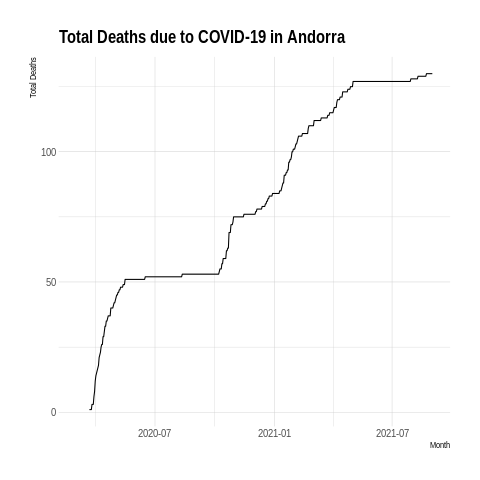 Total Deaths due to COVID-19 in Andorra
Total Deaths
100
50
0
2020-07
2021-01
2021-07
Month